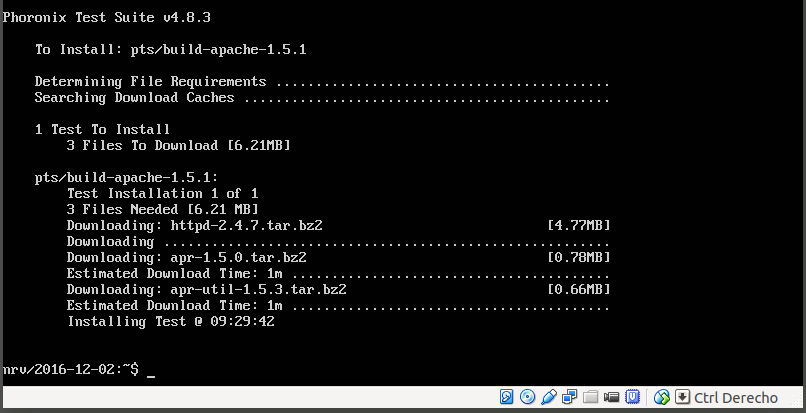 Phoronix Test Suite v4.8.3
To Install: pts/build-apache-1.5.1
Determining File Requirements ..........................................
Searching Download Caches ..............................................
1 Test To Install
3 Files To Download [6.21MB]
pts/build-apache-1.5.1:
Test Installation 1 of 1
3 Files Needed [6.21 MB]
Downloading: httpd-2.4.7.tar.bz2 [4.77MB]
Downloading ........................................................
Downloading: apr-1.5.0.tar.bz2 [0.78MB]
Estimated Download Time: 1m ........................................
Downloading: apr-util-1.5.3.tar.bz2 [0.66MB]
Estimated Download Time: 1m ........................................
Installing Test @ 09:29:42
nrv/2016-12-02:~$ _
Ctrl Derecho